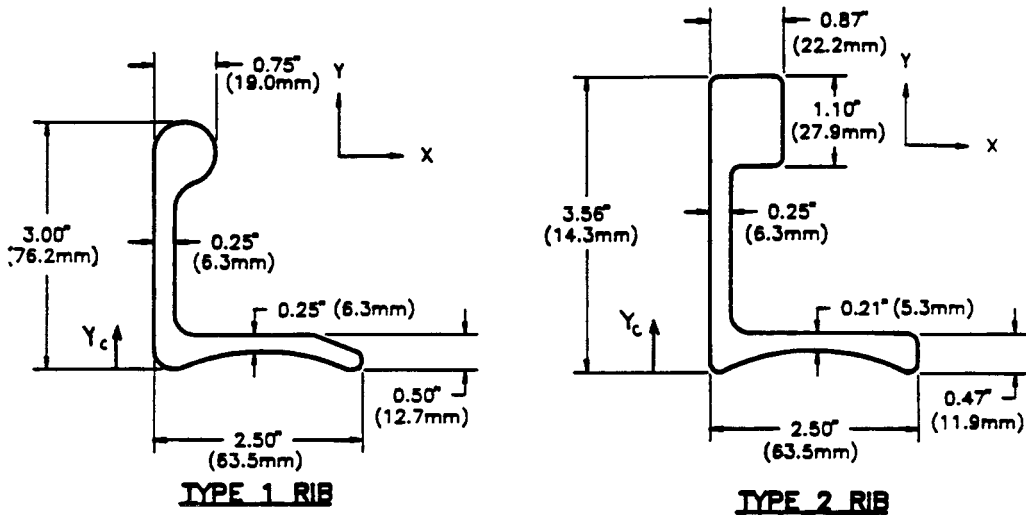 0.75"
(19.0mm)
Y
X
3.00"
(76.2mm)
0.25"
(6.3mm)
0.25" (6.3mm)
Yc
0.50"
(12.7mm)
2.50"
(63.5mm)
TYPE 1 RIB
0.87"
(22.2mm)
Y
1.10"
(27.9mm)
X
3.56"
(14.3mm)
0.25"
(6.3mm)
0.21" (5.3mm)
Yc
0.47"
(11.9mm)
2.50"
(63.5mm)
TYPE 2 RIB